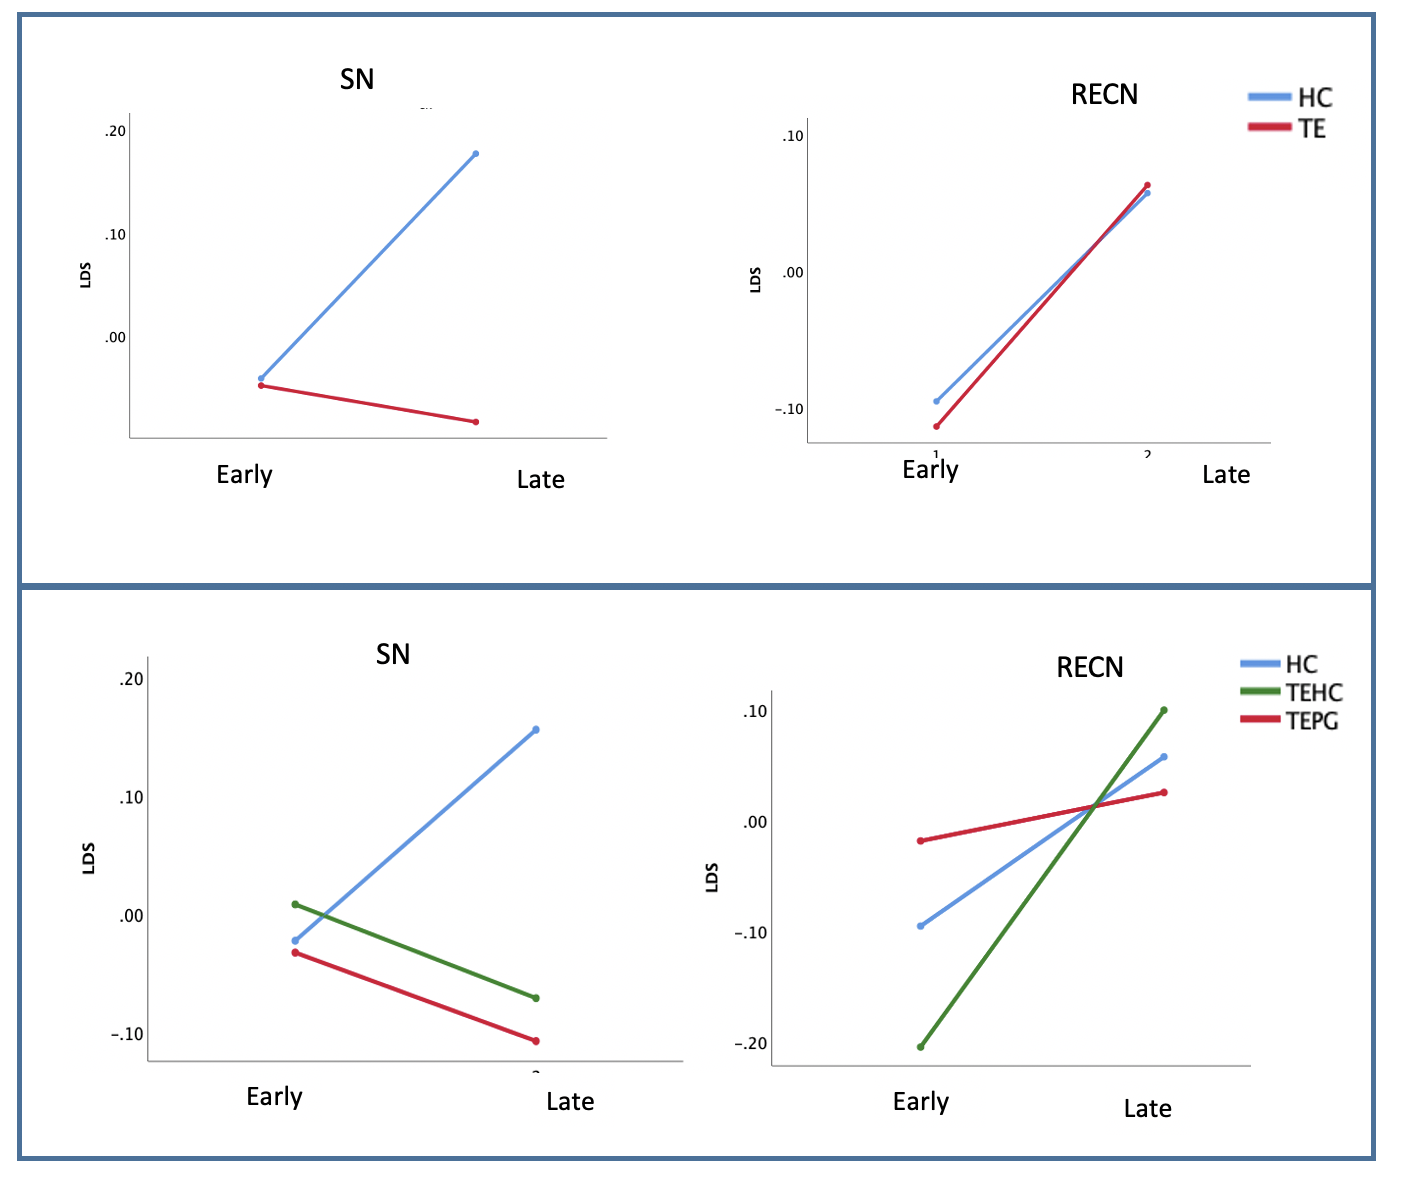 SN
.20
.10
.00
LDS
Early
Late
RECN
HC
TE
.10
.00
-.10
LDS
1
2
Early
Late
SN
.20
.10
.00
-.10
LDS
Early
Late
RECN
HC
TEHC
TEPG
.10
.00
-.10
-.20
LDS
Early
Late